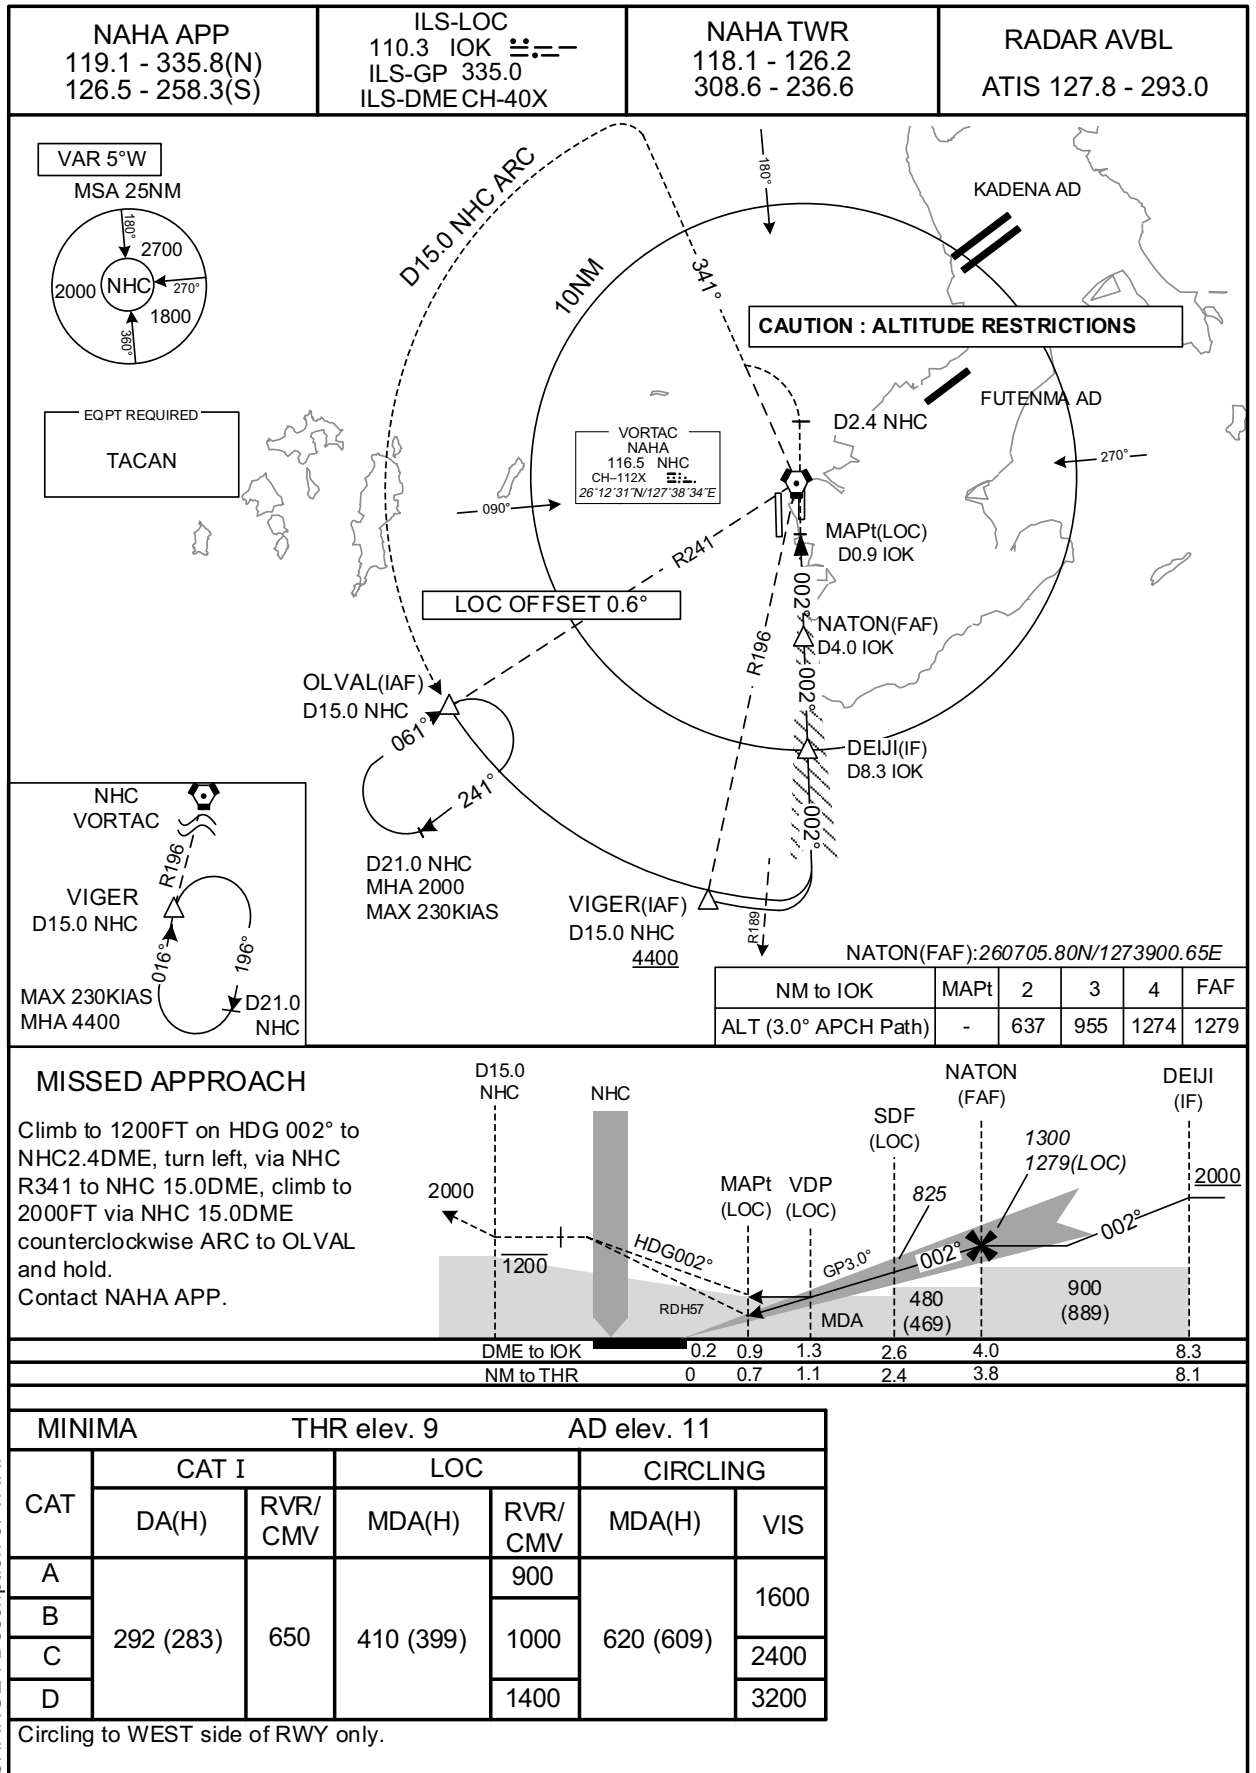 NAHA APP
119.1 - 335.8(N)
126.5 - 258.3(S)
ILS-LOC
110.3 IOK
ILS-GP 335.0
ILS-DME CH-40X
NAHA TWR
118.1 - 126.2
308.6 - 236.6
RADAR AVBL
ATIS 127.8 - 293.0
VAR 5°W
MSA 25NM
180°
2700
2000
NHC
270°
1800
360°
EQPT REQUIRED
TACAN
D15.0 NHC ARC
10NM
341°
180°
KADENA AD
CAUTION : ALTITUDE RESTRICTIONS
FUTENMA AD
D2.4 NHC
VORTAC
NAHA
116.5 NHC
CH-112X
26°12'31"N/127°38'34"E
090°
270°
R241
MAPt(LOC)
D0.9 IOK
LOC OFFSET 0.6°
002°
NATON(FAF)
D4.0 IOK
R196
002°
OLVAL(IAF)
D15.0 NHC
061°
241°
DEIJI(IF)
D8.3 IOK
002°
D21.0 NHC
MHA 2000
MAX 230KIAS
VIGER(IAF)
D15.0 NHC
4400
R189
NHC
VORTAC
R196
VIGER
D15.0 NHC
016°
196°
MAX 230KIAS
MHA 4400
D21.0
NHC
NATON(FAF):260705.80N/1273900.65E
NM to IOK MAPt 2 3 4 FAF
ALT (3.0° APCH Path) - 637 955 1274 1279
MISSED APPROACH
Climb to 1200FT on HDG 002° to
NHC2.4DME, turn left, via NHC
R341 to NHC 15.0DME, climb to
2000FT via NHC 15.0DME
counterclockwise ARC to OLVAL
and hold.
Contact NAHA APP.
D15.0
NHC
NHC
NATON
(FAF)
DEIJI
(IF)
SDF
(LOC)
1300
1279(LOC)
MAPt
(LOC)
VDP
(LOC)
825
2000
2000
1200
HDG002°
GP3.0°
002°
002°
RDH57
MDA
480
(469)
900
(889)
DME to IOK 0.2 0.9 1.3 2.6 4.0 8.3
NM to THR 0 0.7 1.1 2.4 3.8 8.1
MINIMA THR elev. 9 AD elev. 11
CAT CAT I LOC CIRCLING
DA(H) RVR/CMV MDA(H) RVR/CMV MDA(H) VIS
A 900 1600
B
292 (283) 650 410 (399) 1000 620 (609)
C 2400
D 1400 3200
Circling to WEST side of RWY only.